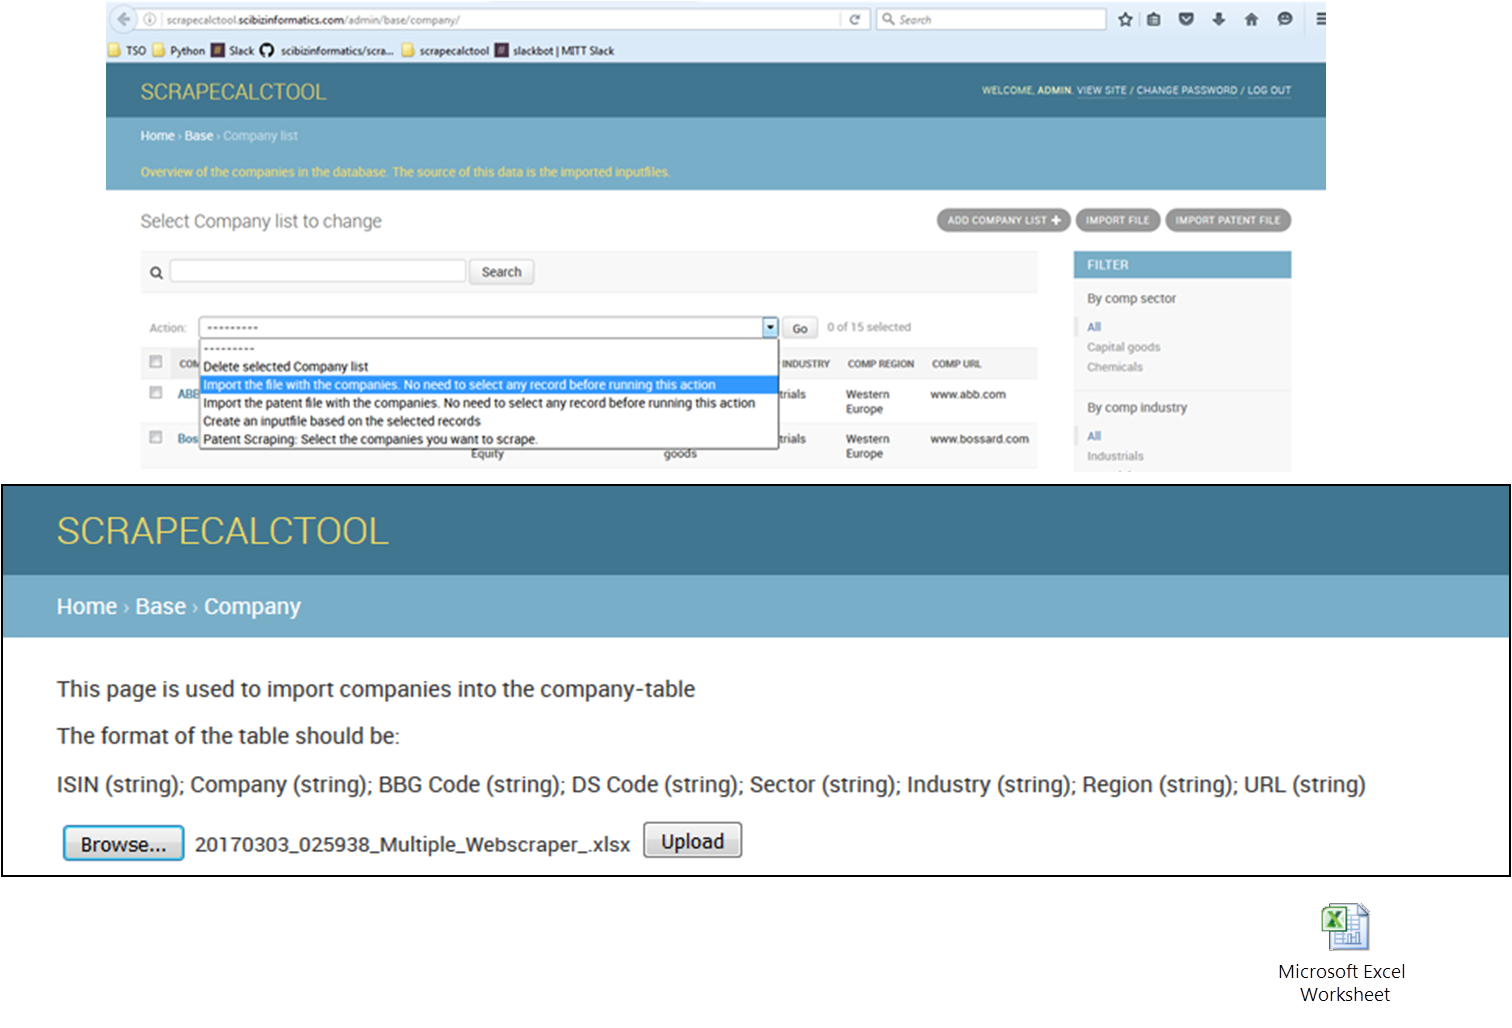 scrapecalctool.scibizinformatics.com/admin/base/company/
Search
TSO Python Slack scibizinformatics/scra... scrapecalctool slackbot | MITT Slack
SCRAPECALCTOOL
WELCOME, ADMIN. VIEW SITE / CHANGE PASSWORD / LOG OUT
Home › Base › Company list
Overview of the companies in the database. The source of this data is the imported inputfiles.
Select Company list to change
ADD COMPANY LIST + IMPORT FILE IMPORT PATENT FILE
Search
FILTER
By comp sector
All
Capital goods
Chemicals
By comp industry
All
Industrials
Action: --------- Go 0 of 15 selected
---------
Delete selected Company list
Import the file with the companies. No need to select any record before running this action
Import the patent file with the companies. No need to select any record before running this action
Create an inputfile based on the selected records
Patent Scraping: Select the companies you want to scrape.
COM INDUSTRY COMP REGION COMP URL
ABB trials Western Europe www.abb.com
Bos Equity goods trials Western Europe www.bossard.com
SCRAPECALCTOOL
Home › Base › Company
This page is used to import companies into the company-table
The format of the table should be:
ISIN (string); Company (string); BBG Code (string); DS Code (string); Sector (string); Industry (string); Region (string); URL (string)
Browse... 20170303_025938_Multiple_Webscraper_.xlsx Upload
Microsoft Excel
Worksheet